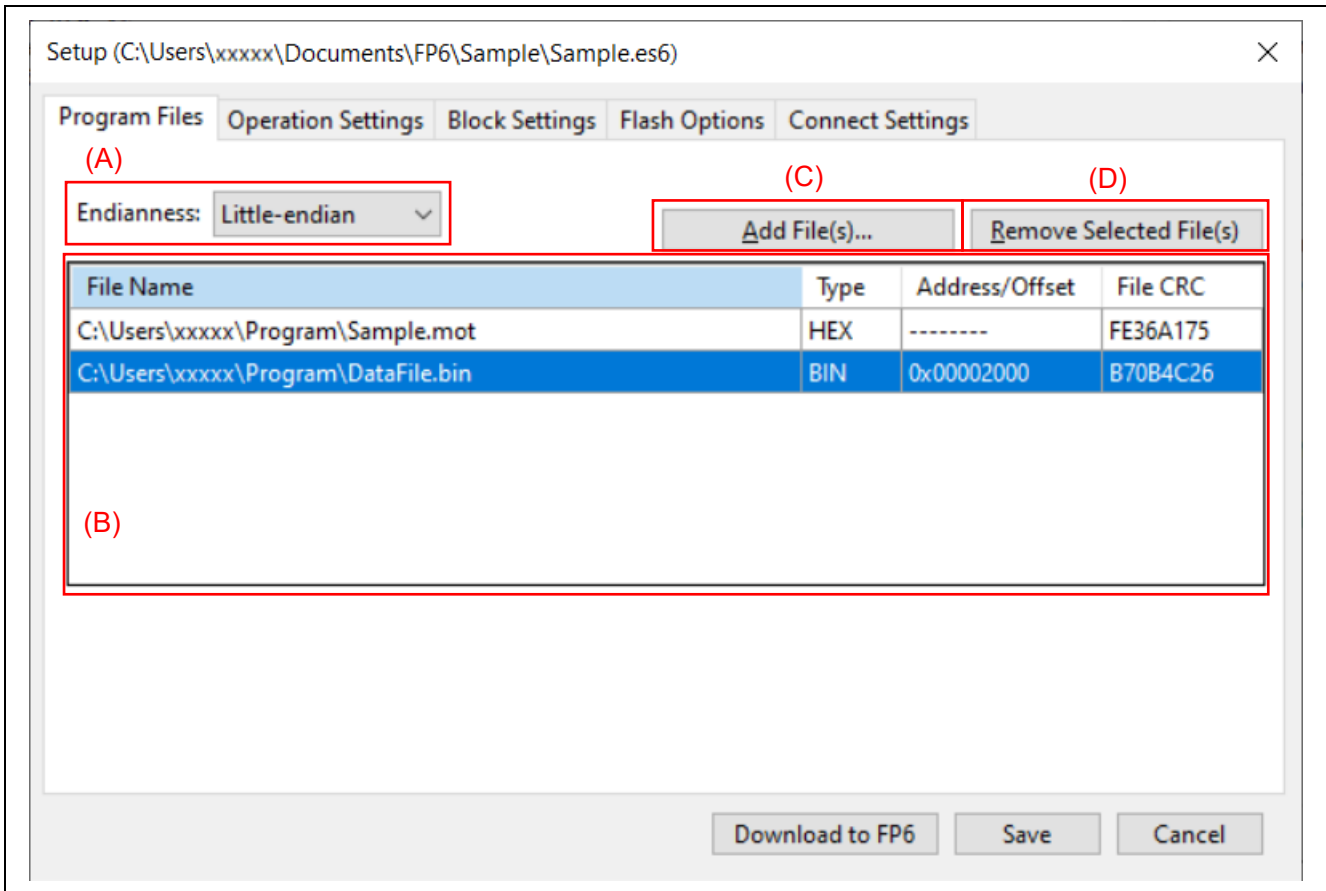 Setup (C:\Users\xxxxx\Documents\FP6\Sample\Sample.es6)
Program Files Operation Settings Block Settings Flash Options Connect Settings
(A) (C) (D)
Endianness: Little-endian Add File(s)... Remove Selected File(s)
File Name Type Address/Offset File CRC
C:\Users\xxxxx\Program\Sample.mot HEX -------- FE36A175
C:\Users\xxxxx\Program\DataFile.bin BIN 0x00002000 B70B4C26
(B)
Download to FP6 Save Cancel